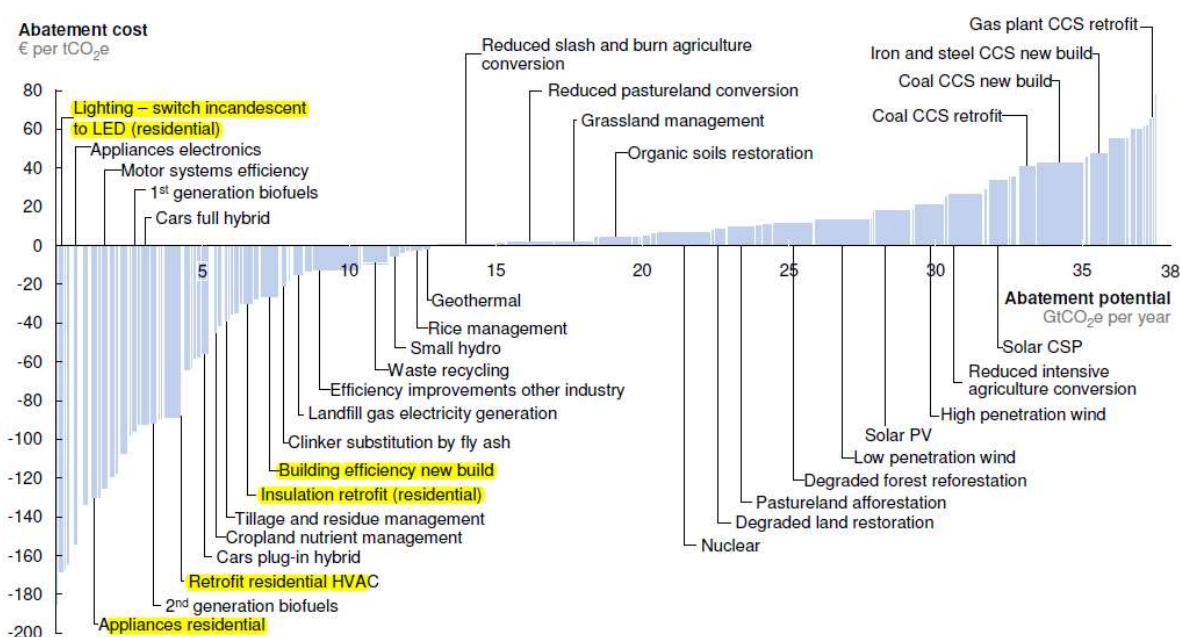 Abatement cost
€ per tCO2e
80
60
40
20
0
-20
-40
-60
-80
-100
-120
-140
-160
-180
-200
Lighting – switch incandescent
to LED (residential)
Appliances electronics
Motor systems efficiency
1st generation biofuels
Cars full hybrid
Reduced slash and burn agriculture
conversion
Reduced pastureland conversion
Grassland management
Organic soils restoration
Gas plant CCS retrofit
Iron and steel CCS new build
Coal CCS new build
Coal CCS retrofit
5
10
15
20
25
30
35
38
Abatement potential
GtCO2e per year
Geothermal
Rice management
Small hydro
Waste recycling
Efficiency improvements other industry
Landfill gas electricity generation
Clinker substitution by fly ash
Building efficiency new build
Insulation retrofit (residential)
Tillage and residue management
Cropland nutrient management
Cars plug-in hybrid
Retrofit residential HVAC
2nd generation biofuels
Appliances residential
Solar CSP
Reduced intensive
agriculture conversion
High penetration wind
Solar PV
Low penetration wind
Degraded forest reforestation
Pastureland afforestation
Degraded land restoration
Nuclear